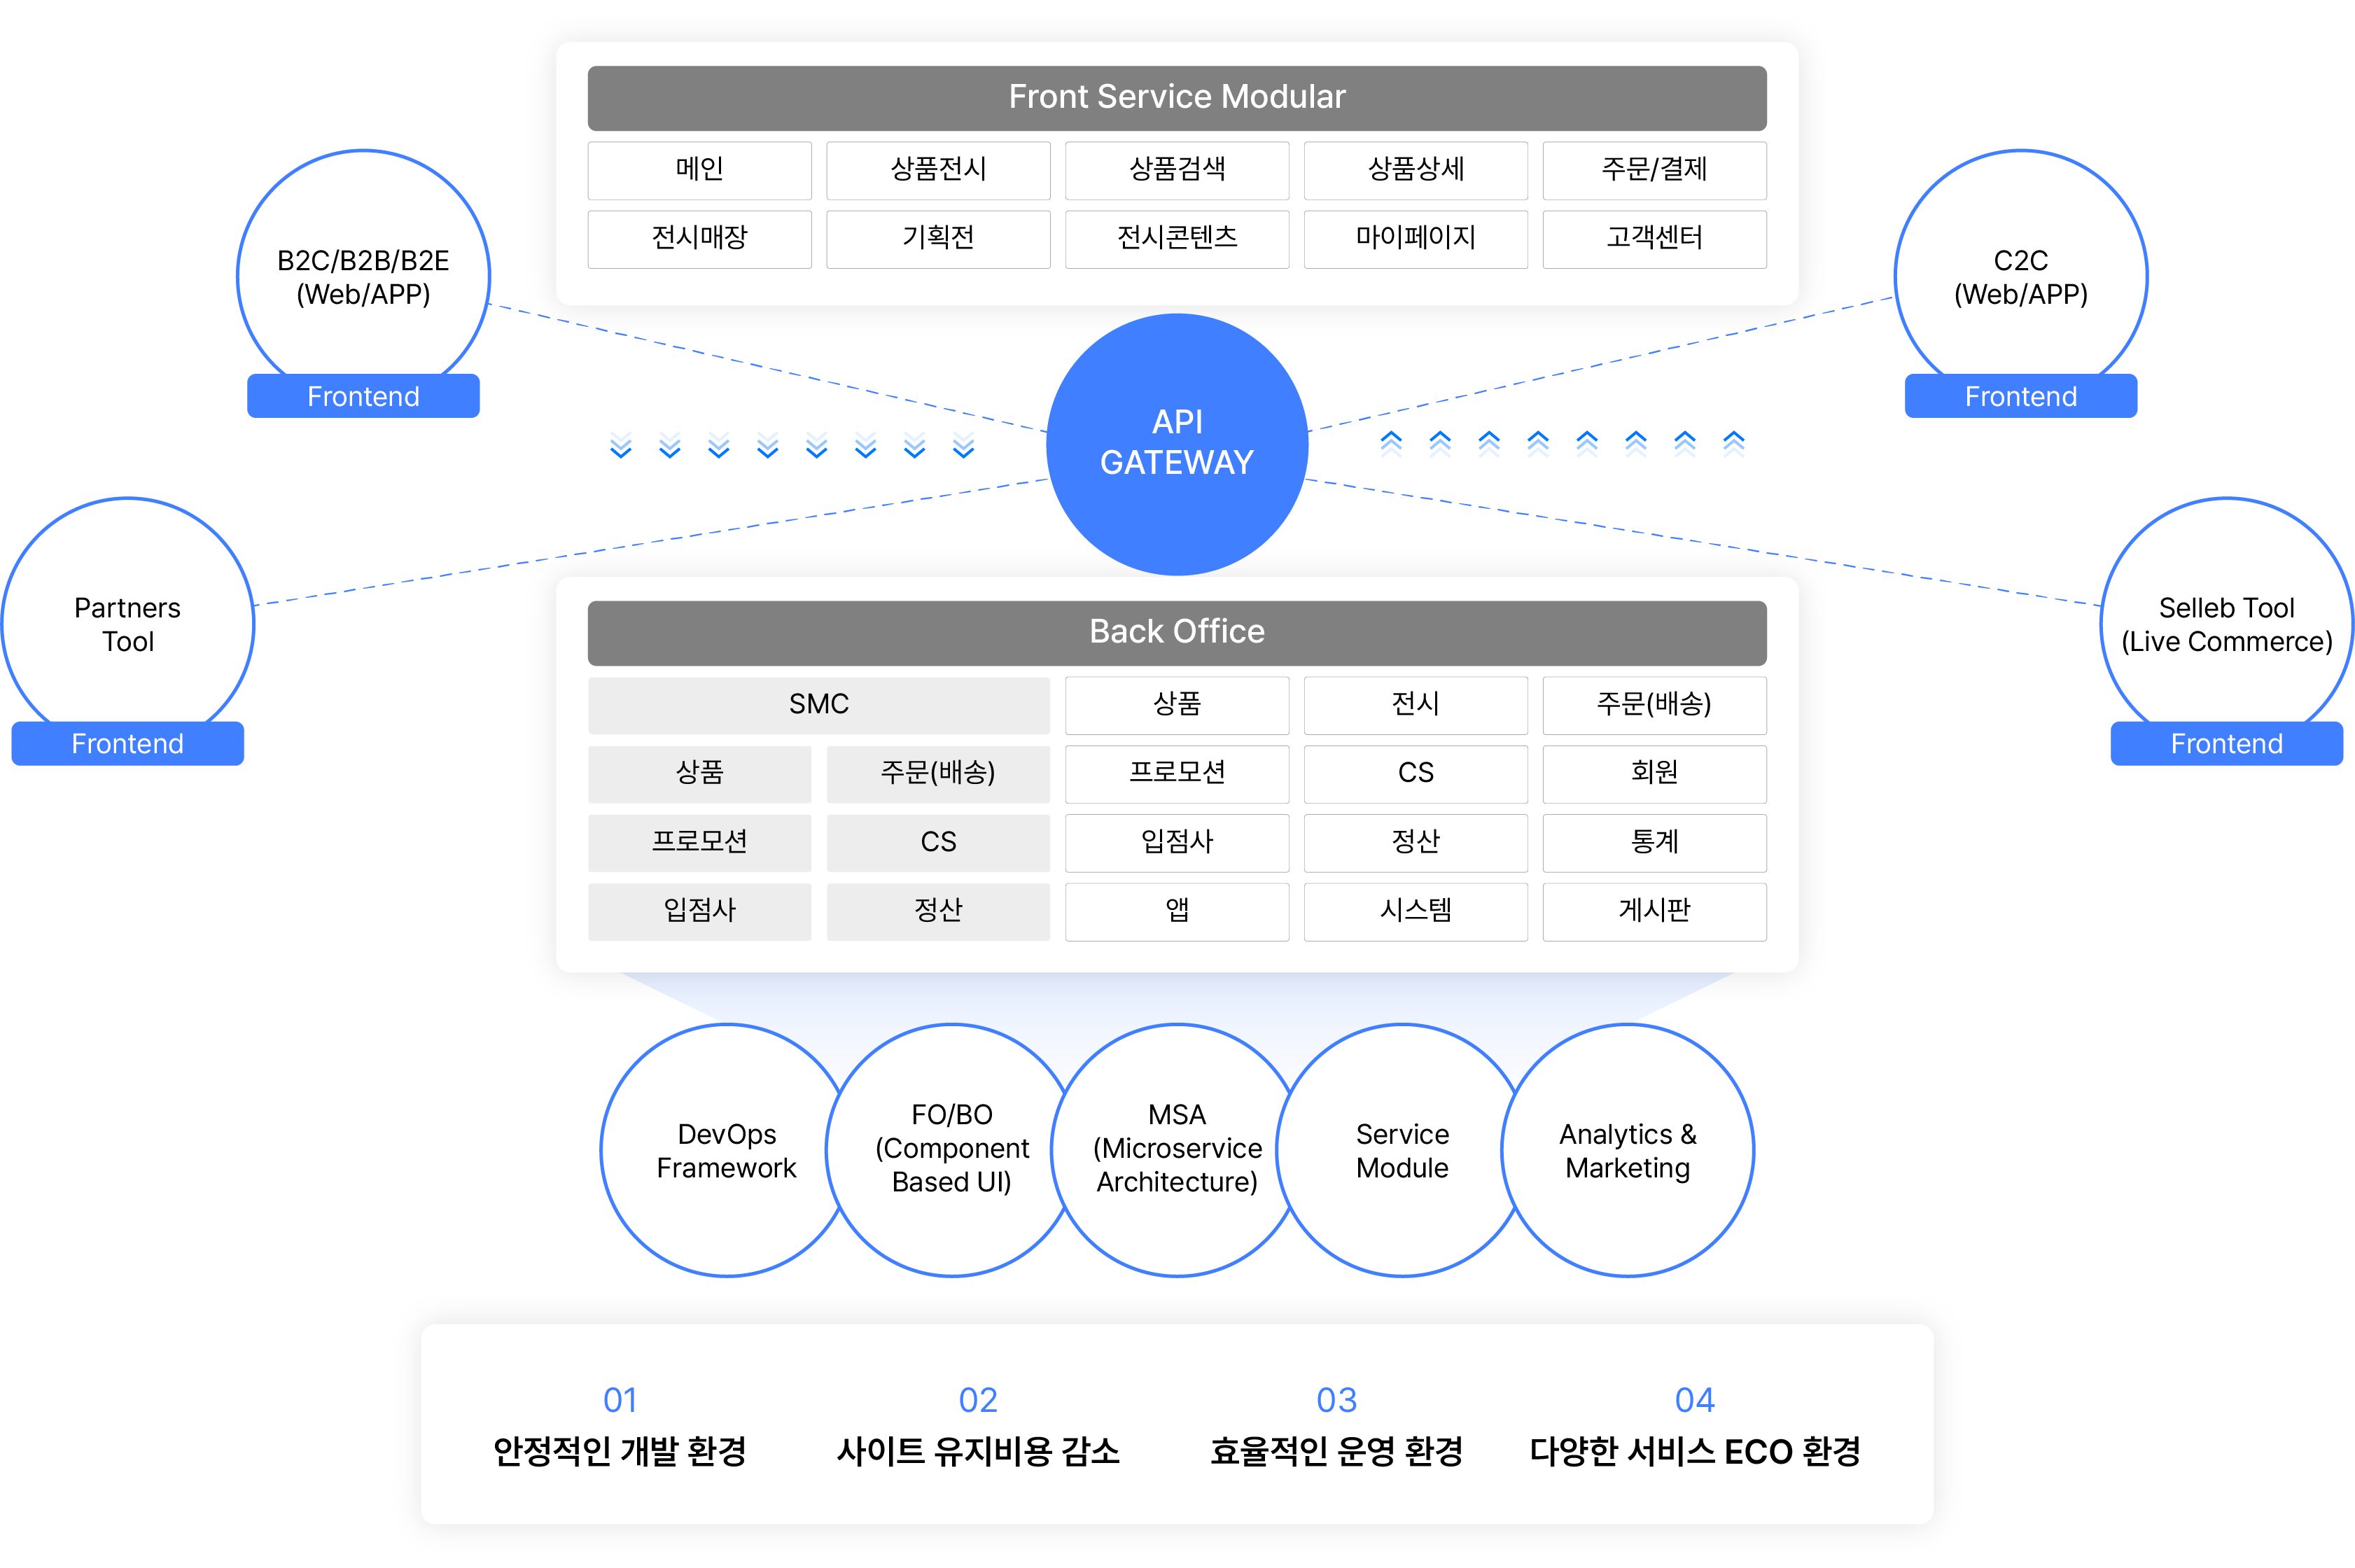 Front Service Modular
메인
상품전시
상품검색
상품상세
주문/결제
전시매장
기획전
전시콘텐츠
마이페이지
고객센터
B2C/B2B/B2E
(Web/APP)
Frontend
C2C
(Web/APP)
Frontend
API
GATEWAY
Partners
Tool
Frontend
Selleb Tool
(Live Commerce)
Frontend
Back Office
SMC
상품
전시
주문(배송)
상품
주문(배송)
프로모션
CS
회원
프로모션
CS
입점사
정산
통계
입점사
정산
앱
시스템
게시판
DevOps
Framework
FO/BO
(Component
Based UI)
MSA
(Microservice
Architecture)
Service
Module
Analytics &
Marketing
01
안정적인 개발 환경
02
사이트 유지비용 감소
03
효율적인 운영 환경
04
다양한 서비스 ECO 환경